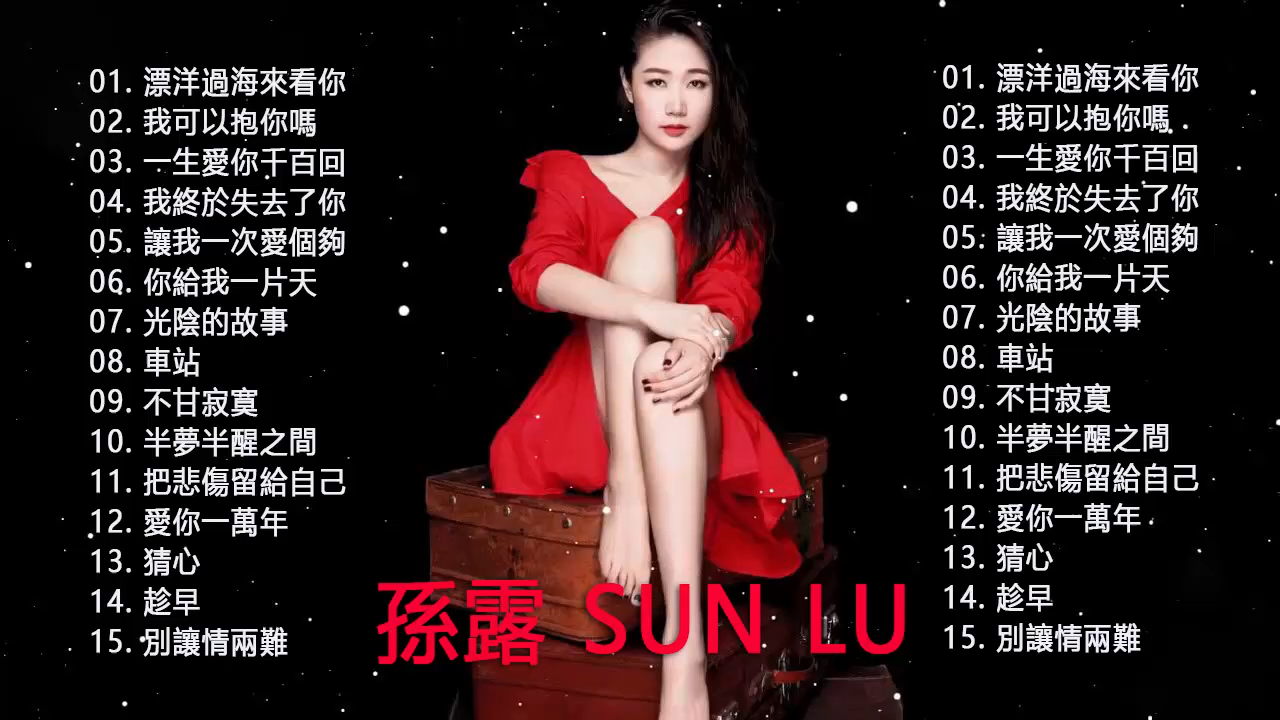 01. 漂洋過海來看你
02. 我可以抱你嗎
03. 一生愛你千百回
04. 我終於失去了你
05. 讓我一次愛個夠
06. 你給我一片天
07. 光陰的故事
08. 車站
09. 不甘寂寞
10. 半夢半醒之間
11. 把悲傷留給自己
12. 愛你一萬年
13. 猜心
14. 趁早
15. 別讓情兩難
孫露 SUN LU
01. 漂洋過海來看你
02. 我可以抱你嗎
03. 一生愛你千百回
04. 我終於失去了你
05. 讓我一次愛個夠
06. 你給我一片天
07. 光陰的故事
08. 車站
09. 不甘寂寞
10. 半夢半醒之間
11. 把悲傷留給自己
12. 愛你一萬年
13. 猜心
14. 趁早
15. 別讓情兩難